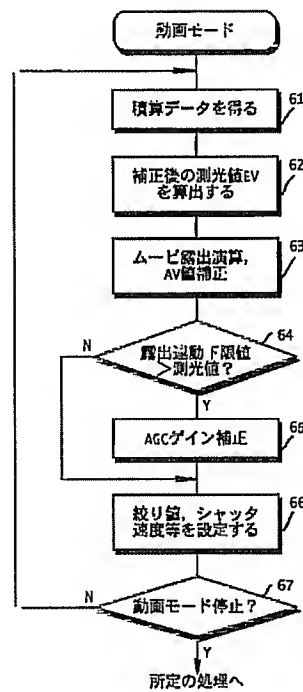 動画モード
積算データを得る
61
補正後の測光値EV
を算出する
62
ムービ露出演算,
AV値補正
63
露出連動下限値
>測光値?
64
N
Y
AGCゲイン補正
65
絞り値, シャッタ
速度等を設定する
66
動画モード停止?
67
N
Y
所定の処理へ